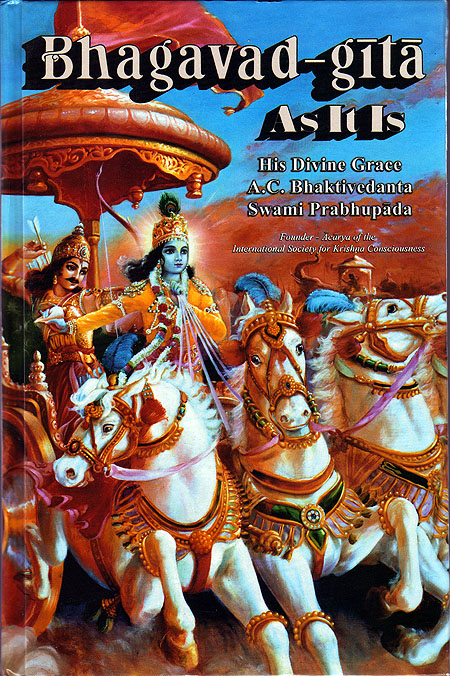 Bhagavad-gītā
As It Is
His Divine Grace
A.C. Bhaktivedanta
Swami Prabhupāda
Founder - Ācārya of the
International Society for Krishna Consciousness